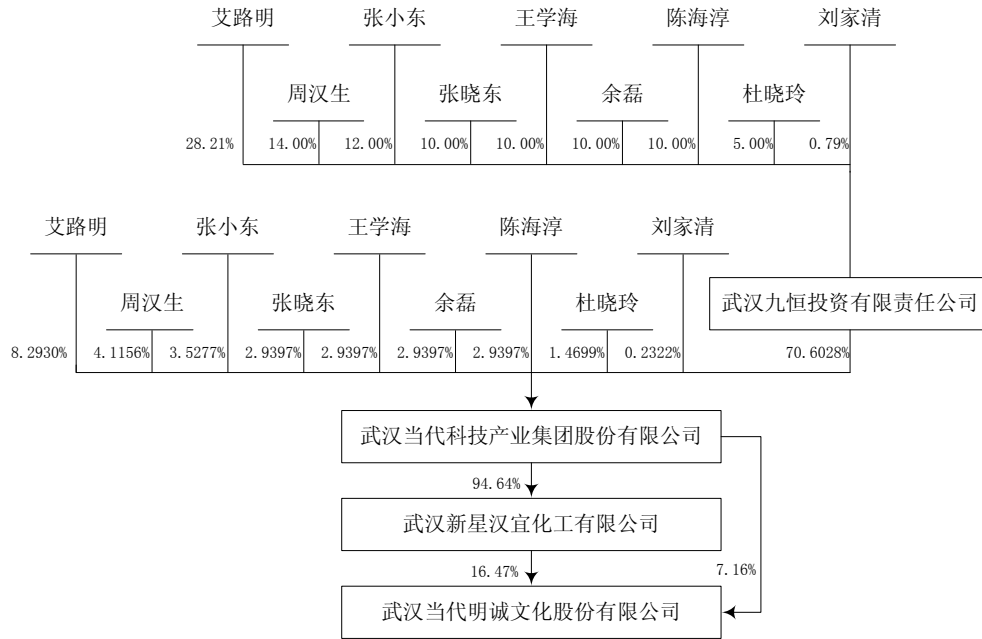 艾路明 张小东 王学海 陈海淳 刘家清
周汉生 张晓东 余磊 杜晓玲
28.21% 14.00% 12.00% 10.00% 10.00% 10.00% 10.00% 5.00% 0.79%
艾路明 张小东 王学海 陈海淳 刘家清
周汉生 张晓东 余磊 杜晓玲
武汉九恒投资有限责任公司
8.2930% 4.1156% 3.5277% 2.9397% 2.9397% 2.9397% 2.9397% 1.4699% 0.2322% 70.6028%
武汉当代科技产业集团股份有限公司
94.64%
武汉新星汉宜化工有限公司
16.47% 7.16%
武汉当代明诚文化股份有限公司